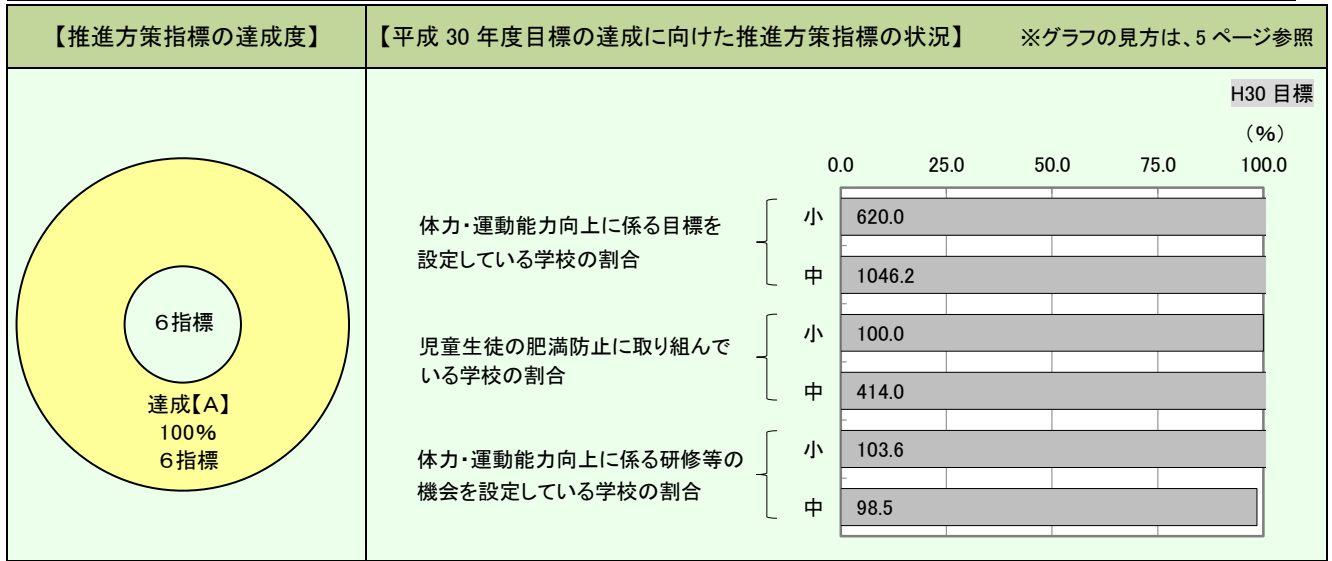 【推進方策指標の達成度】
【平成 30 年度目標の達成に向けた推進方策指標の状況】 ※グラフの見方は、5 ページ参照
6指標
達成【A】
100%
6指標
H30 目標
(%)
0.0 25.0 50.0 75.0 100.0
体力・運動能力向上に係る目標を
設定している学校の割合
小 620.0
中 1046.2
児童生徒の肥満防止に取り組んで
いる学校の割合
小 100.0
中 414.0
体力・運動能力向上に係る研修等の
機会を設定している学校の割合
小 103.6
中 98.5